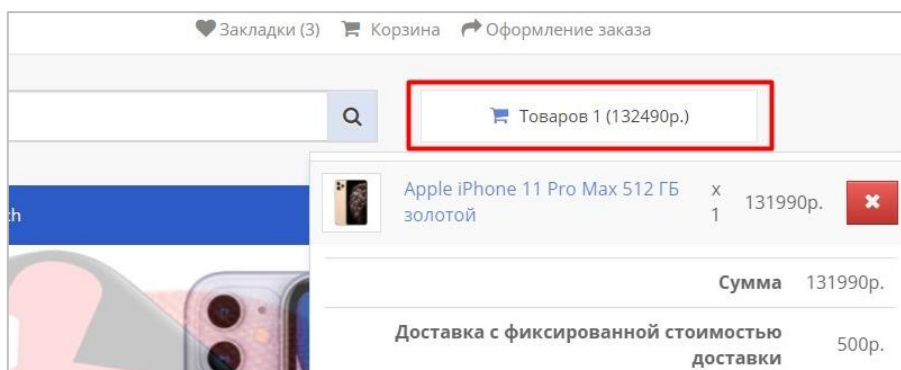 Закладки (3) Корзина Оформление заказа
Товаров 1 (132490р.)
ch
Apple iPhone 11 Pro Max 512 ГБ x 131990р.
золотой 1
Сумма 131990р.
Доставка с фиксированной стоимостью
доставки 500р.